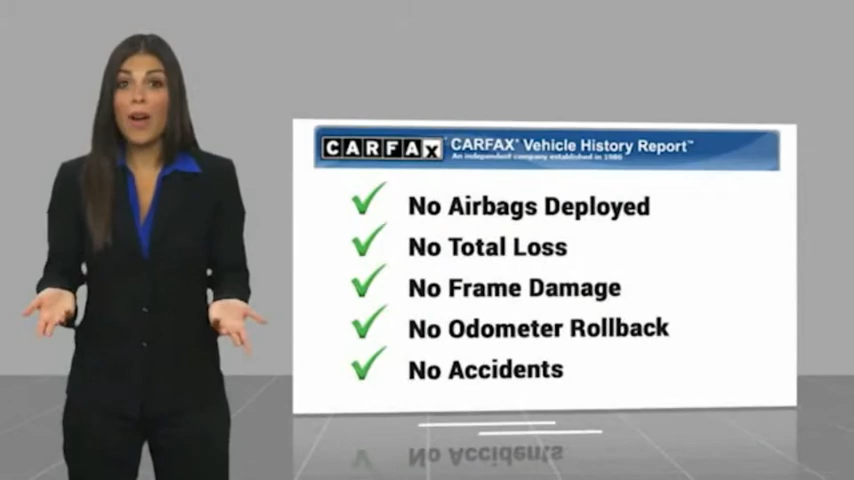 CARFAX CARFAX® Vehicle History Report™
An independent company established in 1986
No Airbags Deployed
No Total Loss
No Frame Damage
No Odometer Rollback
No Accidents
No Accidents